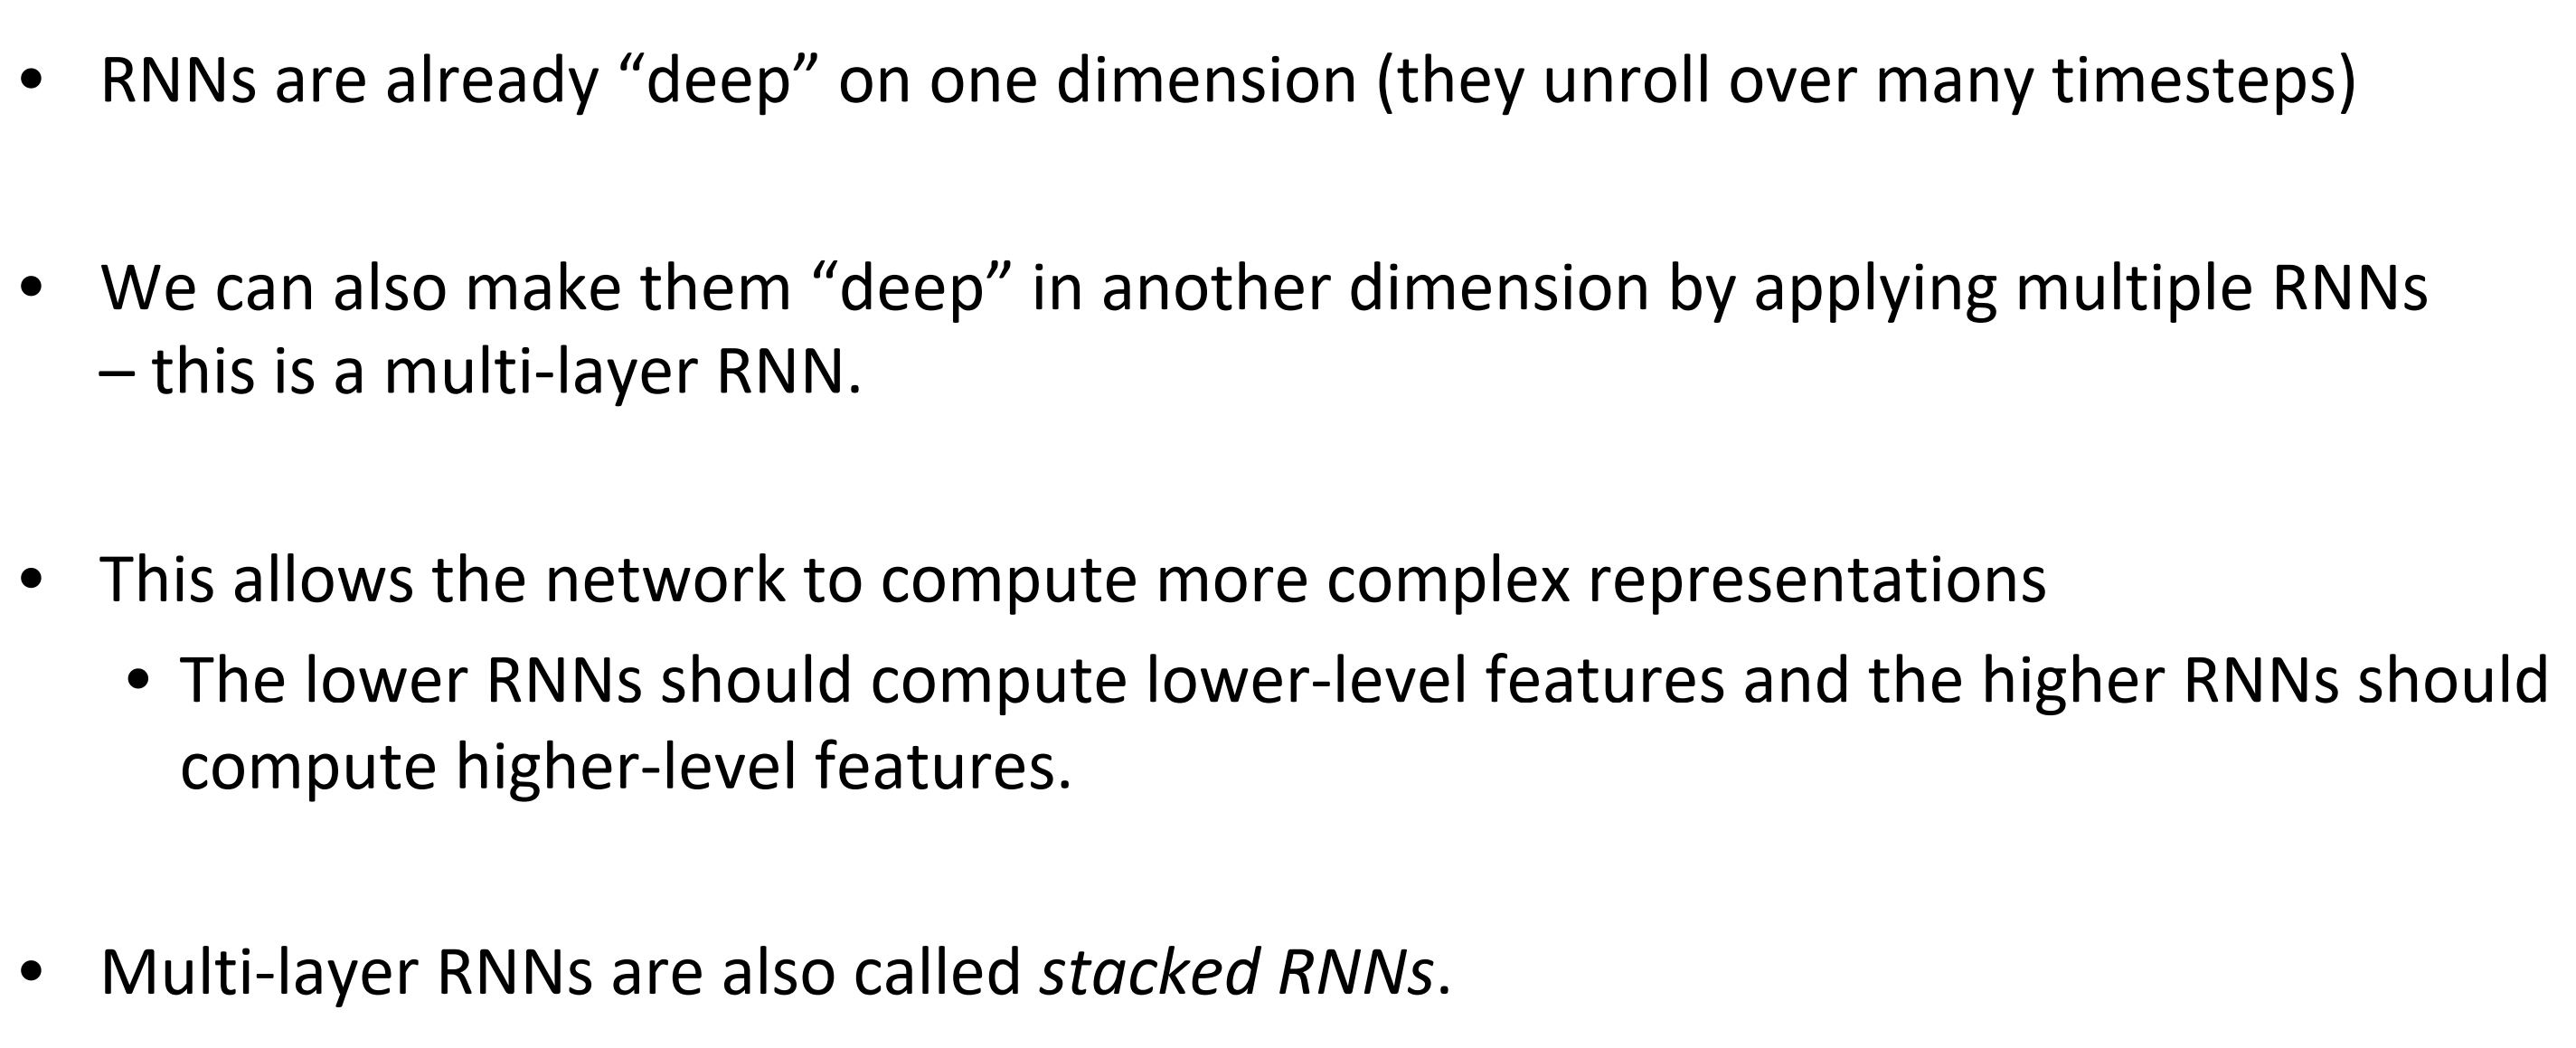 • RNNs are already “deep” on one dimension (they unroll over many timesteps)
• We can also make them “deep” in another dimension by applying multiple RNNs
– this is a multi-layer RNN.
• This allows the network to compute more complex representations
• The lower RNNs should compute lower-level features and the higher RNNs should
compute higher-level features.
• Multi-layer RNNs are also called stacked RNNs.